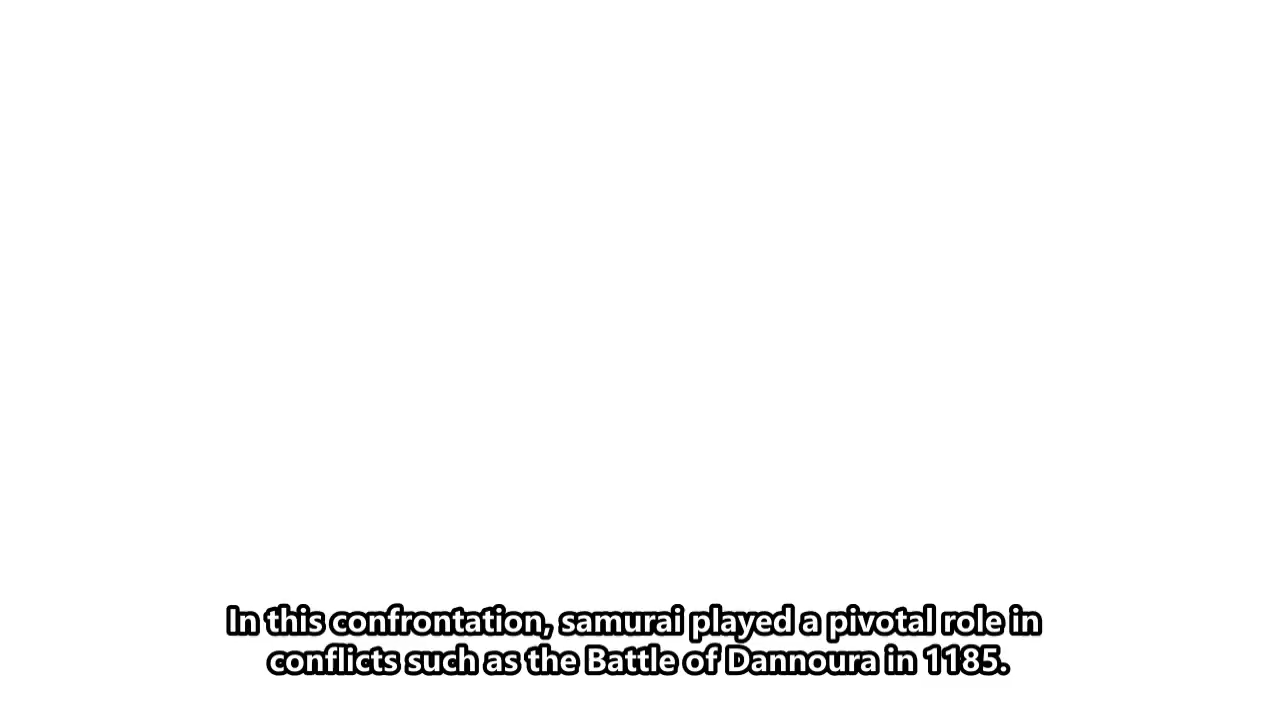 In this confrontation, samurai played a pivotal role in
conflicts such as the Battle of Dannoura in 1185.